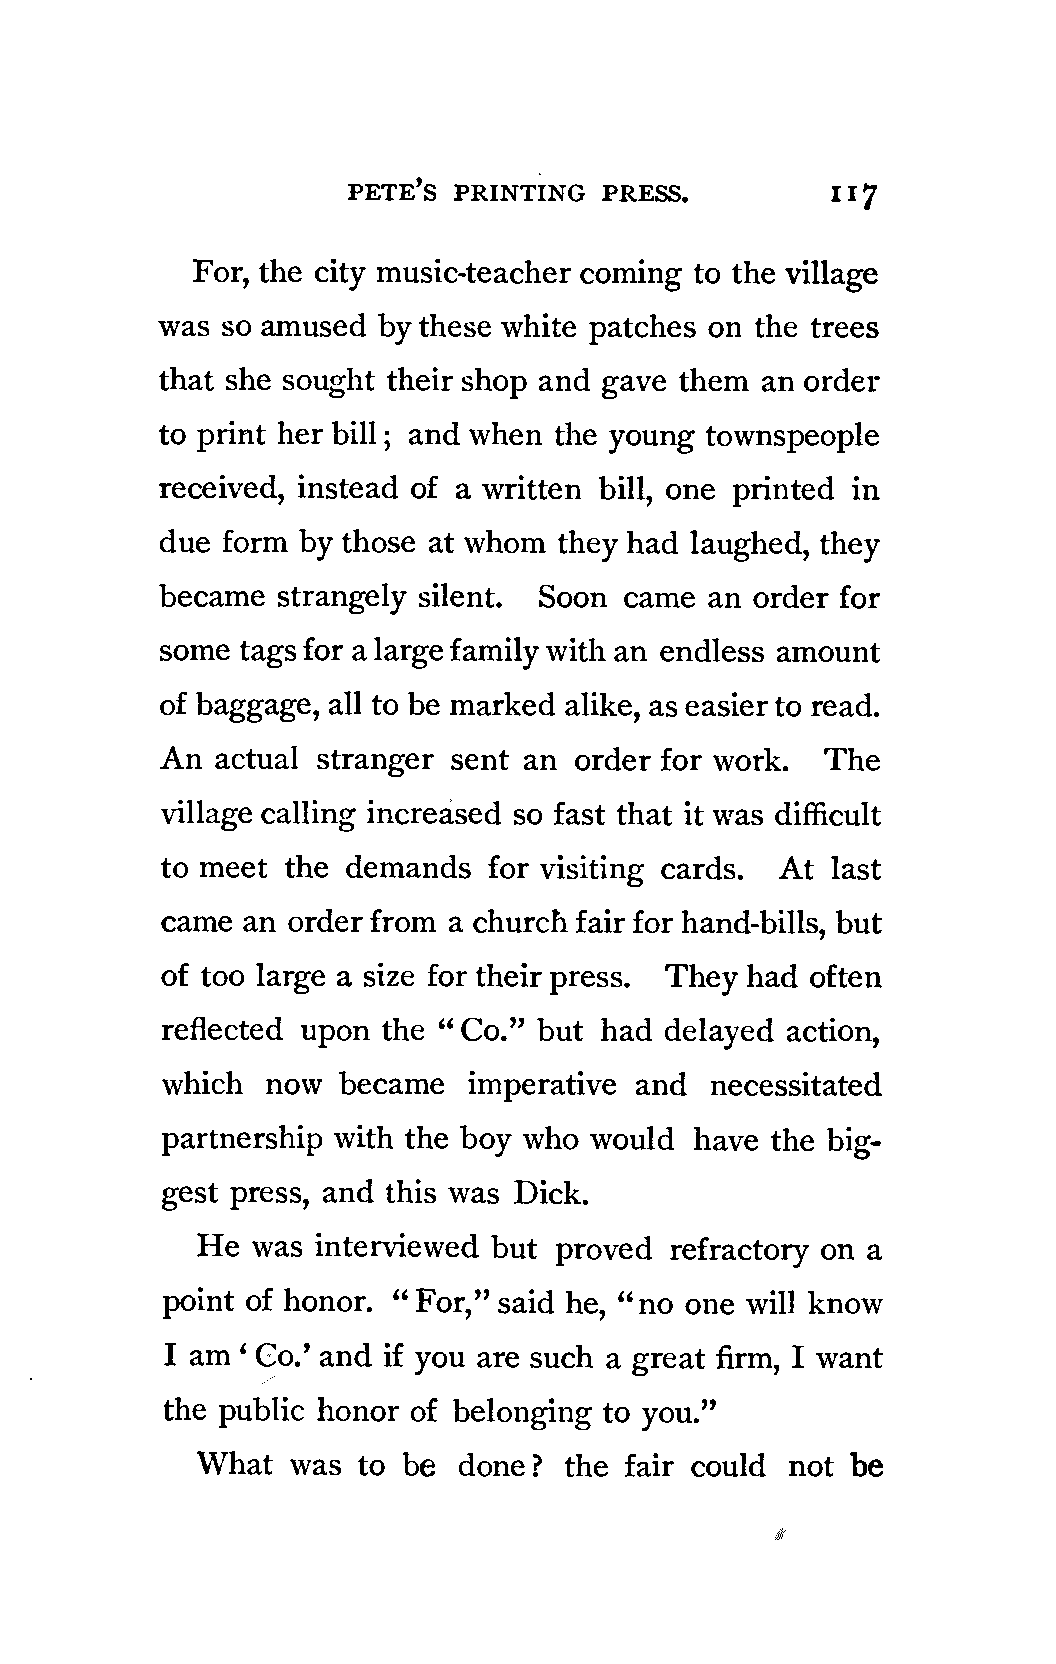 PETE'S PRINTING PRESS. 117
For, the city music-teacher coming to the village
was so amused by these white patches on the trees
that she sought their shop and gave them an order
to print her bill; and when the young townspeople
received, instead of a written bill, one printed in
due form by those at whom they had laughed, they
became strangely silent. Soon came an order for
some tags for a large family with an endless amount
of baggage, all to be marked alike, as easier to read.
An actual stranger sent an order for work. The
village calling increased so fast that it was difficult
to meet the demands for visiting cards. At last
came an order from a church fair for hand-bills, but
of too large a size for their press. They had often
reflected upon the "Co." but had delayed action,
which now became imperative and necessitated
partnership with the boy who would have the big-
gest press, and this was Dick.
He was interviewed but proved refractory on a
point of honor. "For," said he, "no one will know
I am 'Co.' and if you are such a great firm, I want
the public honor of belonging to you."
What was to be done? the fair could not be